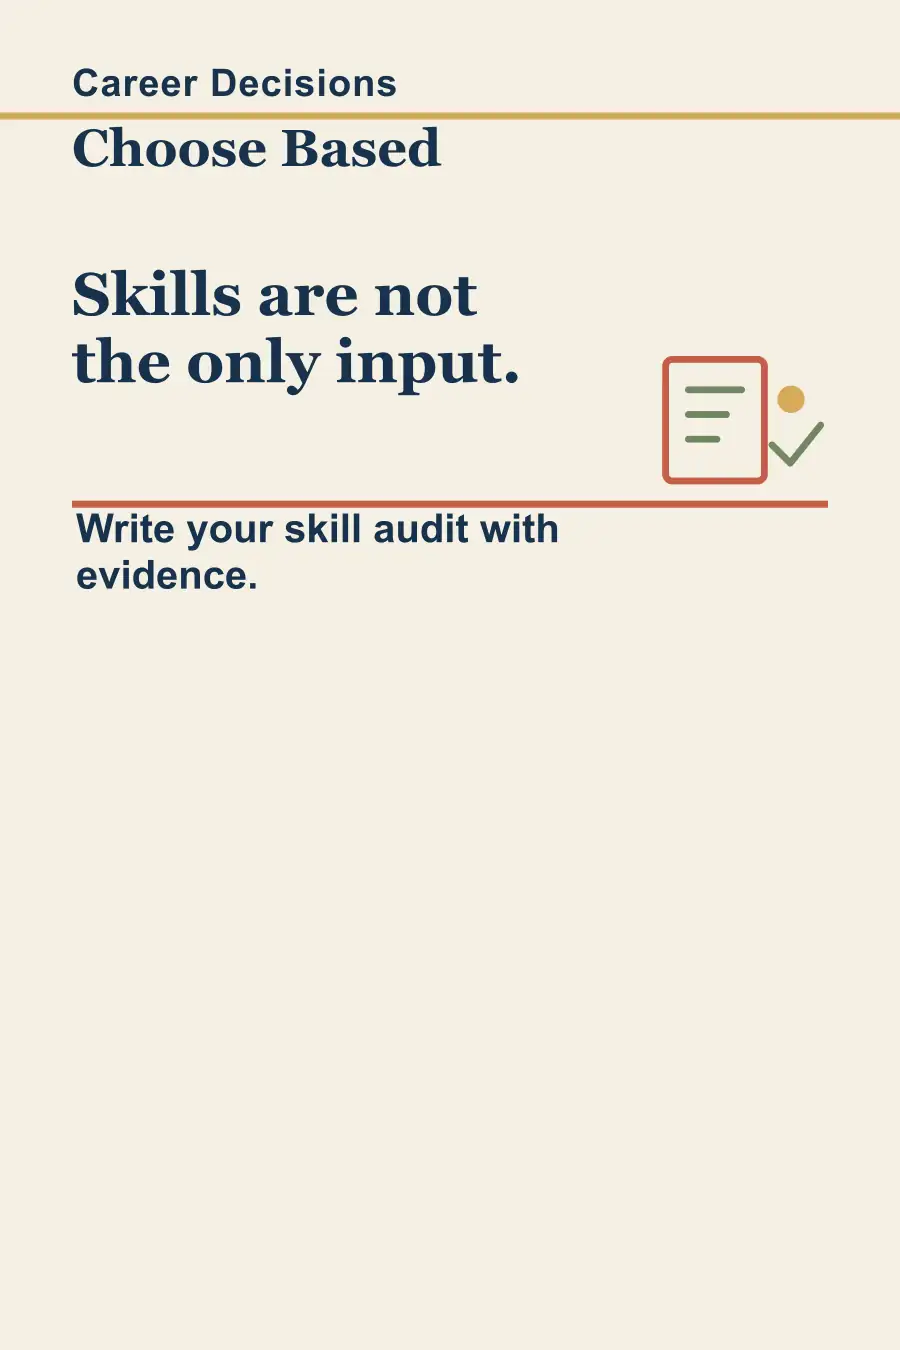 Career Decisions
Choose Based
Skills are not
the only input.
Write your skill audit with
evidence.